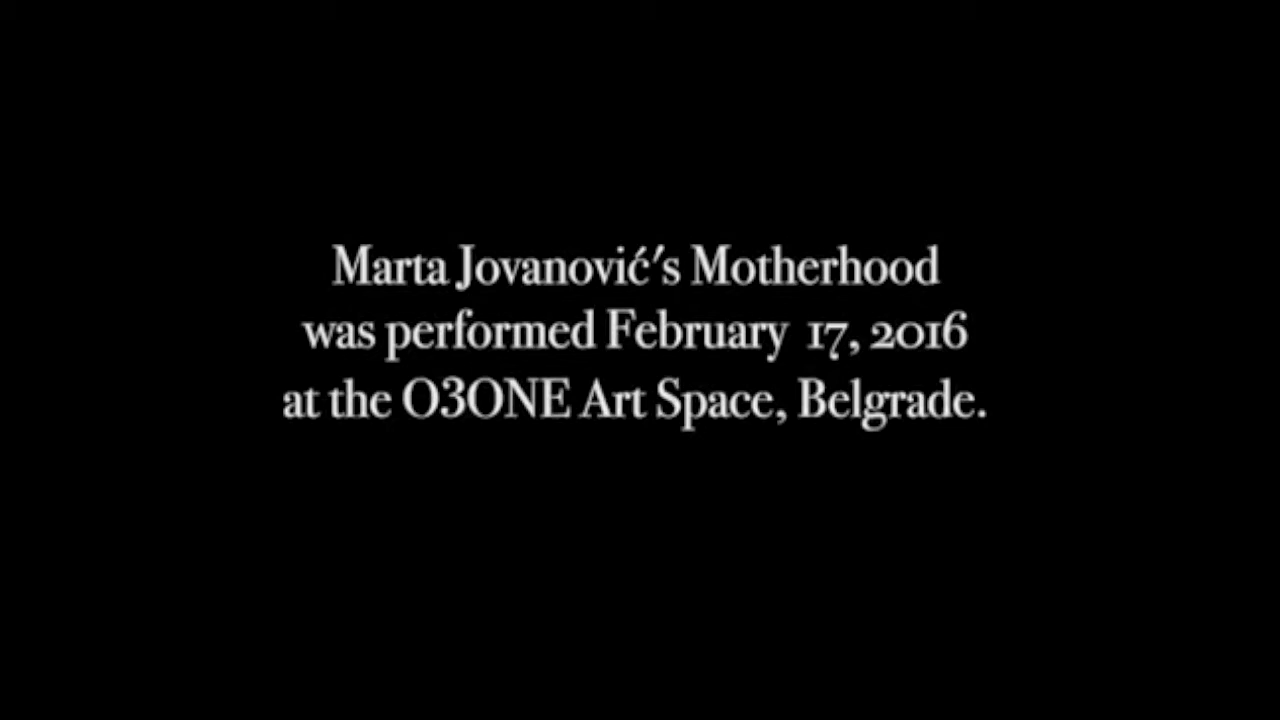 Marta Jovanović's Motherhood
was performed February 17, 2016
at the O3ONE Art Space, Belgrade.